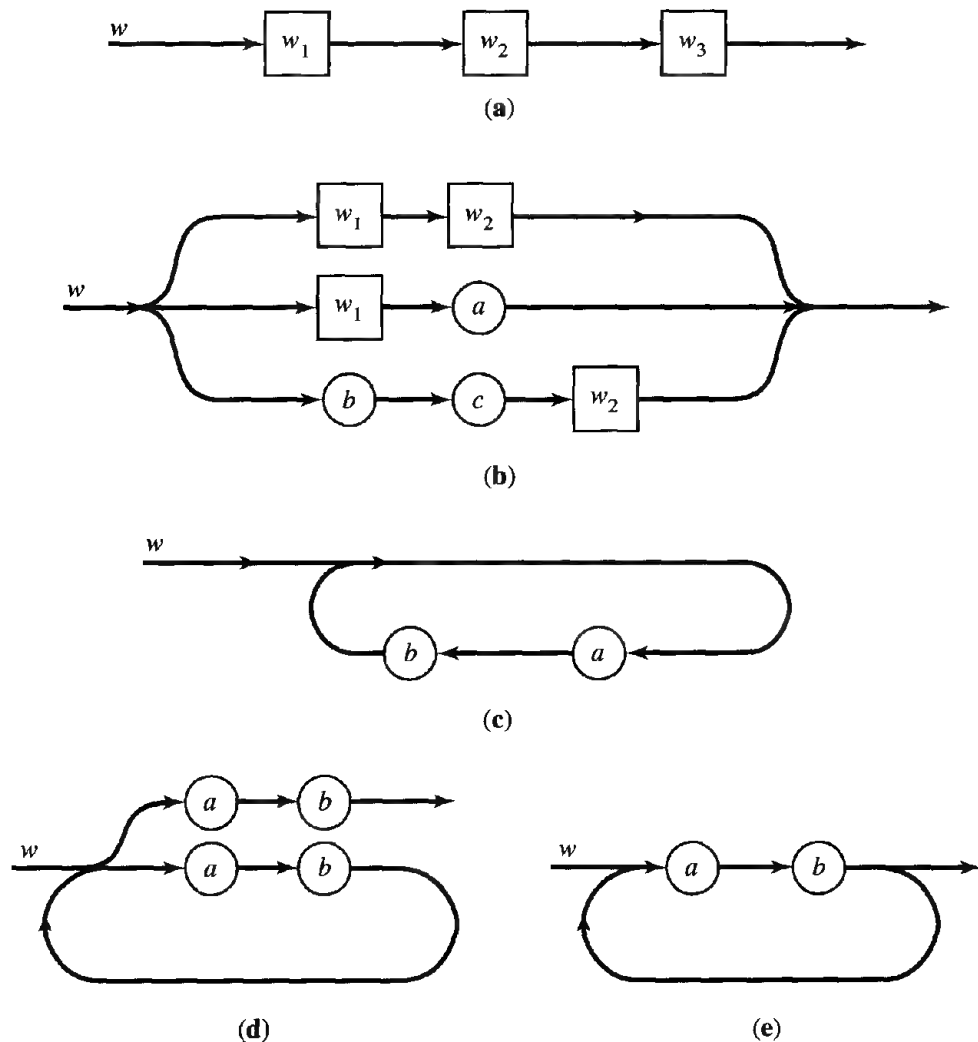 w w₁ w₂ w₃
(a)
w₁ w₂
w w₁ a
b c w₂
(b)
w
b a
(c)
a b
w a b
w a b
(d) (e)